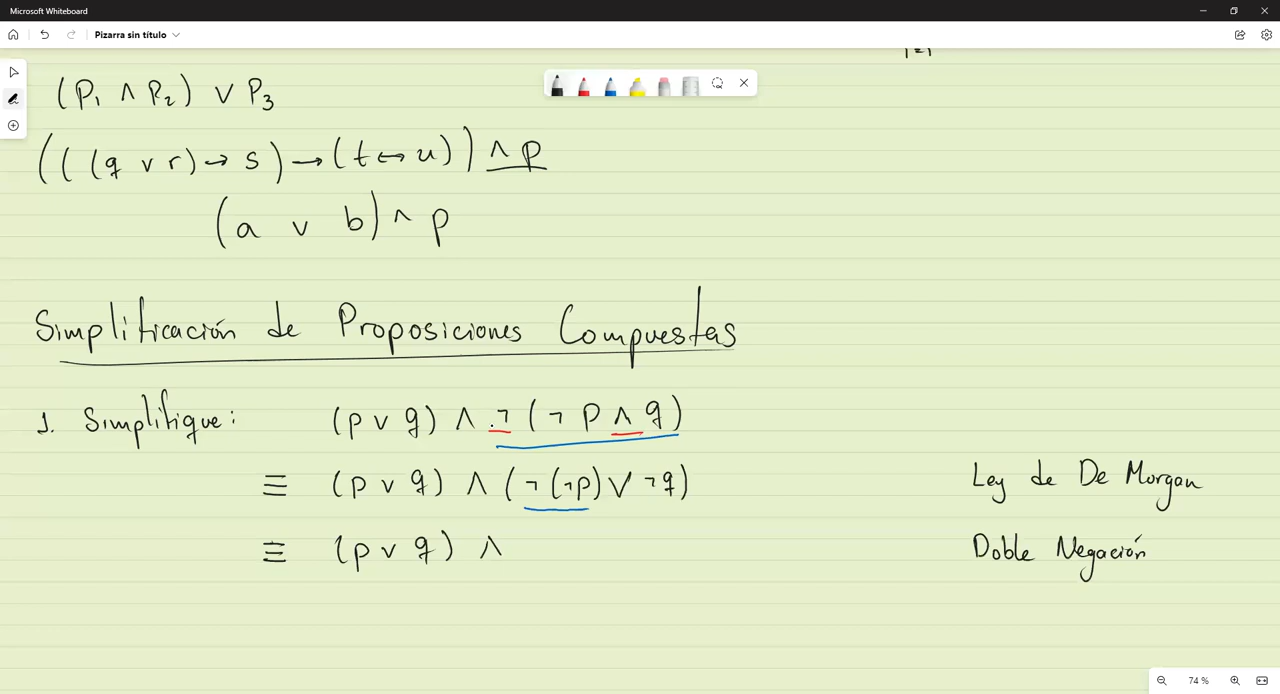 Microsoft Whiteboard
Pizarra sin título
(P₁ ∧ P₂) ∨ P₃
(((q ∨ r) → s) → (t ↔ u)) ∧ p
(a ∨ b) ∧ p
Simplificación de Proposiciones Compuestas
1. Simplifique: (p ∨ q) ∧ ¬(¬p ∧ q)
≡ (p ∨ q) ∧ (¬(¬p) ∨ ¬q) Ley de De Morgan
≡ (p ∨ q) ∧ Doble Negación
74 %